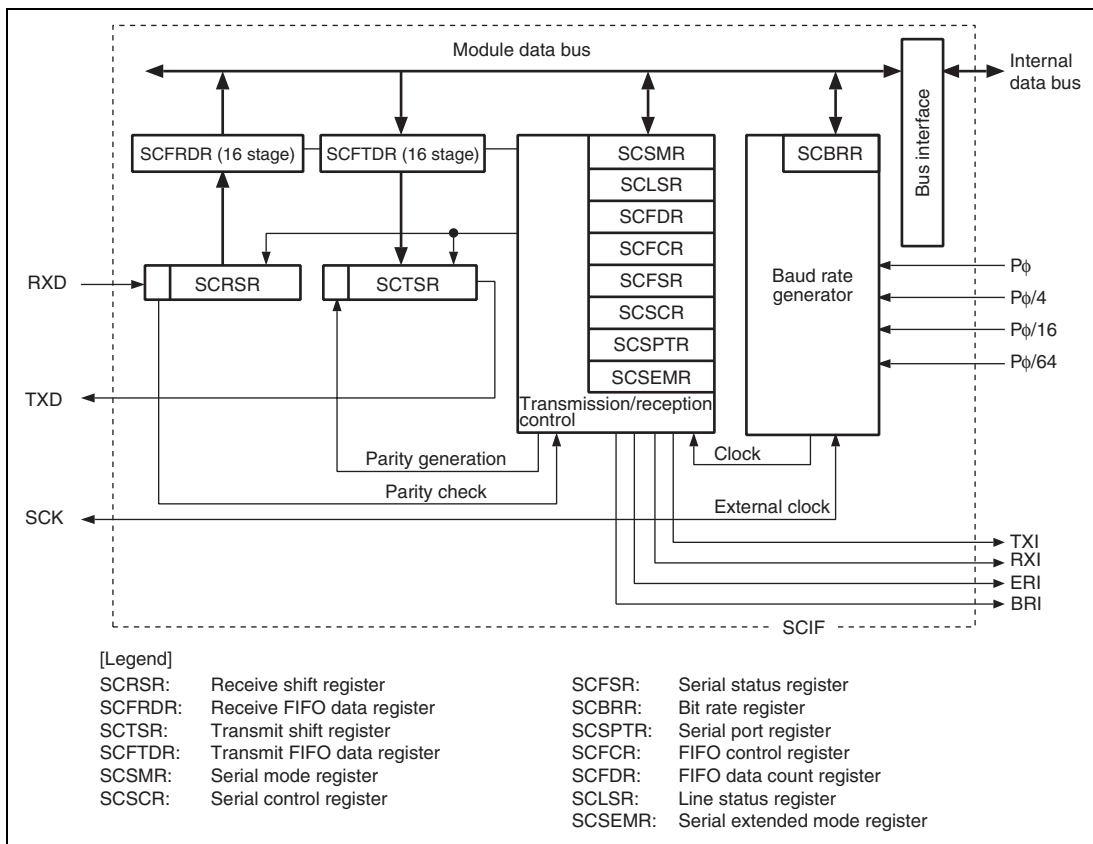 Module data bus
Internal
data bus
Bus interface
SCFRDR (16 stage)
SCFTDR (16 stage)
SCSMR
SCBRR
SCLSR
SCFDR
SCFCR
SCFSR
SCSCR
SCSPTR
SCSEMR
Transmission/reception
control
Baud rate
generator
RXD
SCRSR
SCTSR
Pφ
Pφ/4
Pφ/16
Pφ/64
TXD
Parity generation
Clock
Parity check
External clock
SCK
TXI
RXI
ERI
BRI
SCIF
[Legend]
SCRSR: Receive shift register
SCFRDR: Receive FIFO data register
SCTSR: Transmit shift register
SCFTDR: Transmit FIFO data register
SCSMR: Serial mode register
SCSCR: Serial control register
SCFSR: Serial status register
SCBRR: Bit rate register
SCSPTR: Serial port register
SCFCR: FIFO control register
SCFDR: FIFO data count register
SCLSR: Line status register
SCSEMR: Serial extended mode register